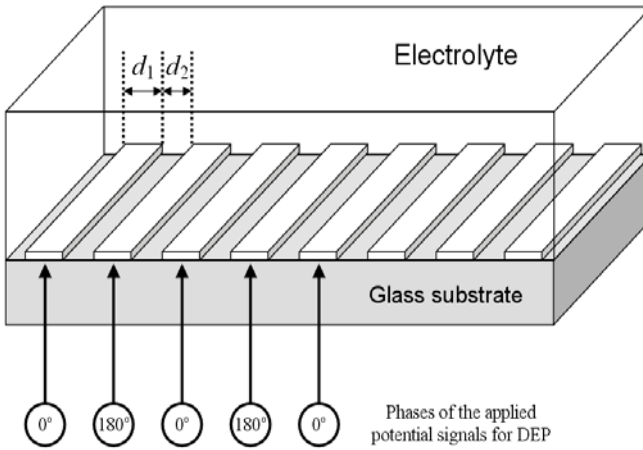 d₁ d₂
Electrolyte
Glass substrate
0° 180° 0° 180° 0°
Phases of the applied
potential signals for DEP